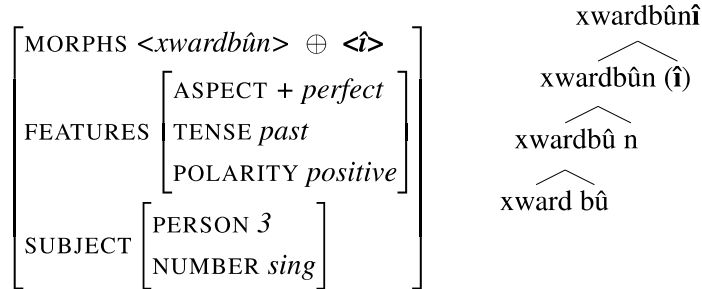 MORPHS <xwardbûn> ⊕ <î>
FEATURES
ASPECT + perfect
TENSE past
POLARITY positive
SUBJECT
PERSON 3
NUMBER sing
xwardbûnî
xwardbûn (î)
xwardbû n
xward bû